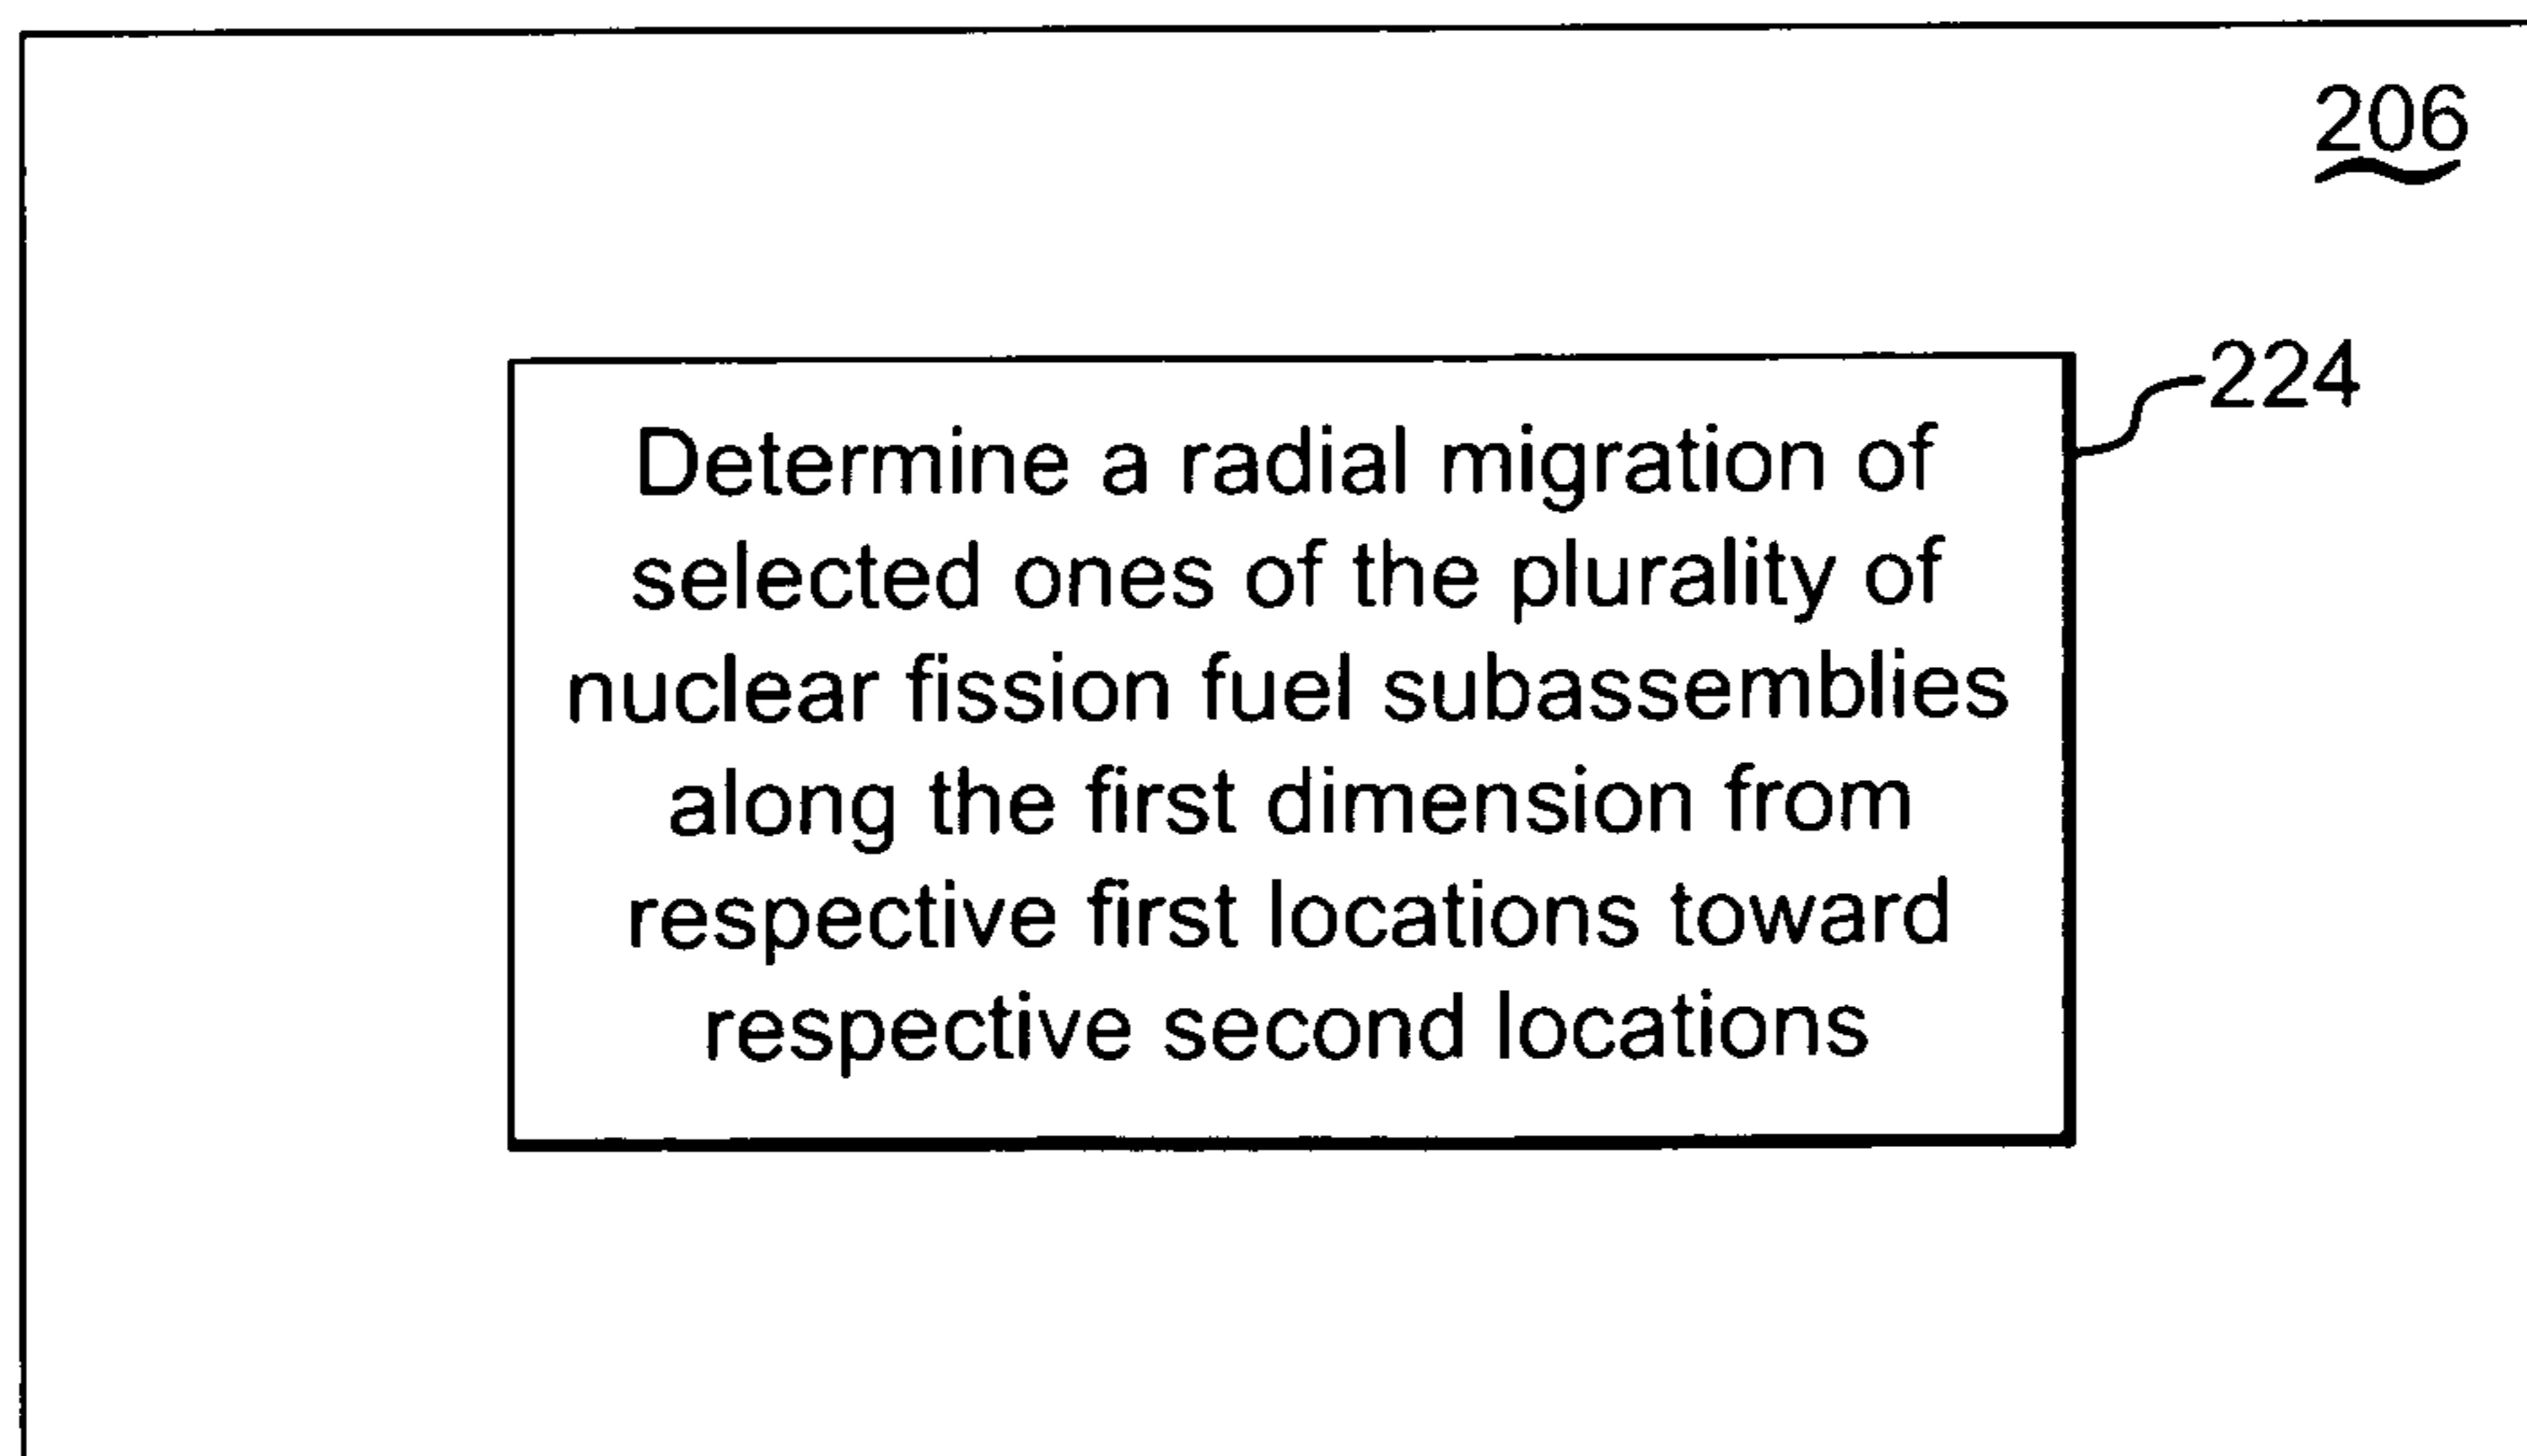 206
224
Determine a radial migration of
selected ones of the plurality of
nuclear fission fuel subassemblies
along the first dimension from
respective first locations toward
respective second locations